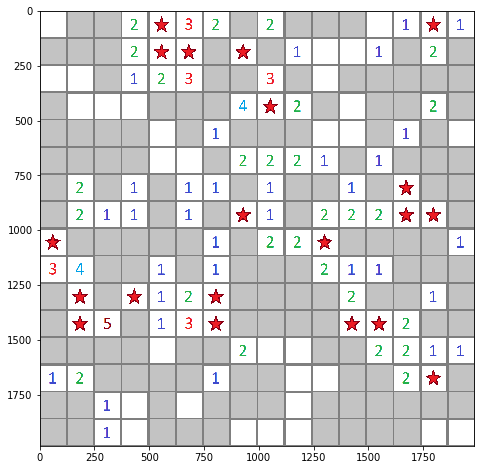 0
2 3 2 2 1 1
2 1 1 2
250
1 2 3 3
4 2 2
500
1 1
2 2 2 1 1
750
2 1 1 1 1 1
2 1 1 1 1 2 2 2
1000
1 2 2 1
3 4 1 1 2 1 1
1250
1 2 2 1
5 1 3 2
1500
2 2 2 1 1
1 2 1 2
1750
1
1
0 250 500 750 1000 1250 1500 1750